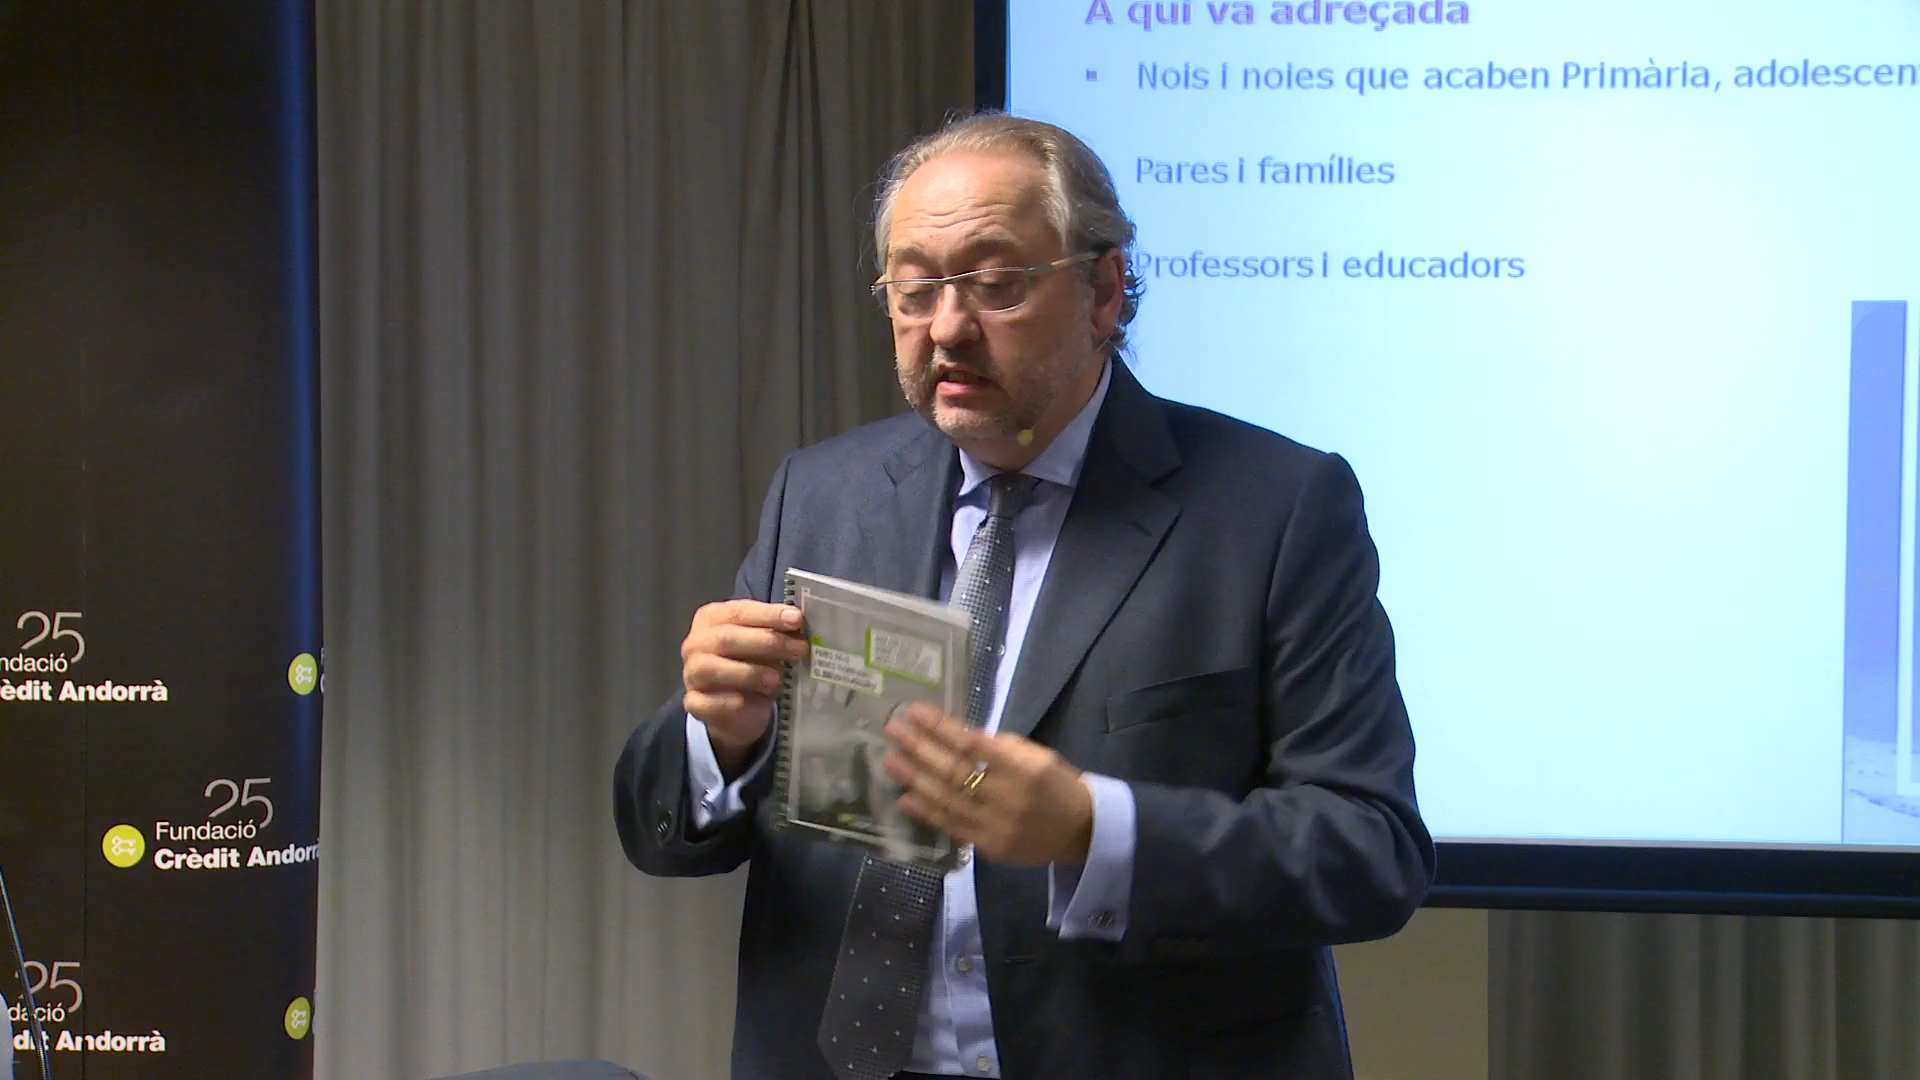 A qui va adreçada
Nois i noies que acaben Primària, adolescen
Pares i famílies
Professors i educadors
25
ndació
èdit Andorrà
25
Fundació
Crèdit Andorr
25
dació
dit Andorrà